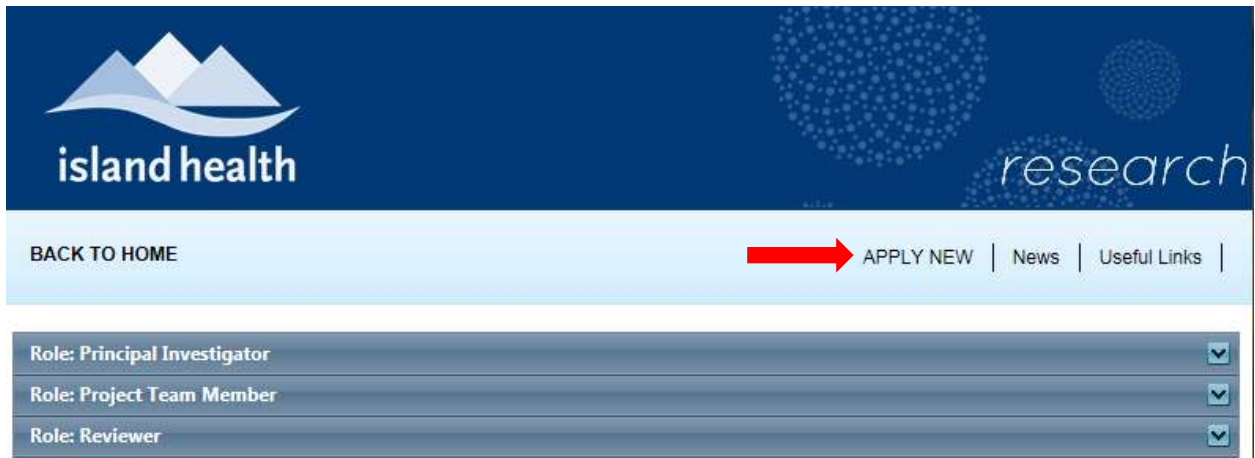 island health
research
BACK TO HOME
APPLY NEW | News | Useful Links |
Role: Principal Investigator
Role: Project Team Member
Role: Reviewer